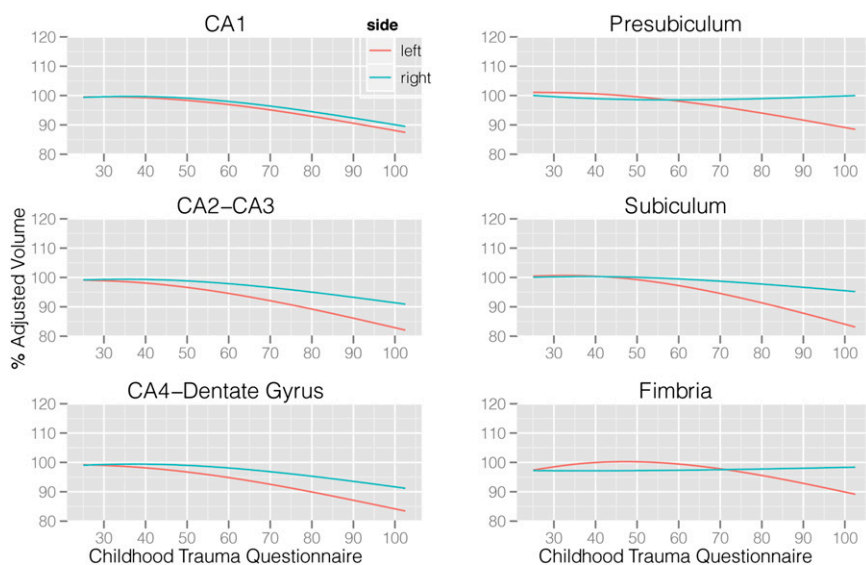 CA1
side
left
right
120
110
100
90
80
30 40 50 60 70 80 90 100
Presubiculum
120
110
100
90
80
30 40 50 60 70 80 90 100
% Adjusted Volume
CA2–CA3
120
110
100
90
80
30 40 50 60 70 80 90 100
Subiculum
120
110
100
90
80
30 40 50 60 70 80 90 100
CA4–Dentate Gyrus
120
110
100
90
80
30 40 50 60 70 80 90 100
Childhood Trauma Questionnaire
Fimbria
120
110
100
90
80
30 40 50 60 70 80 90 100
Childhood Trauma Questionnaire